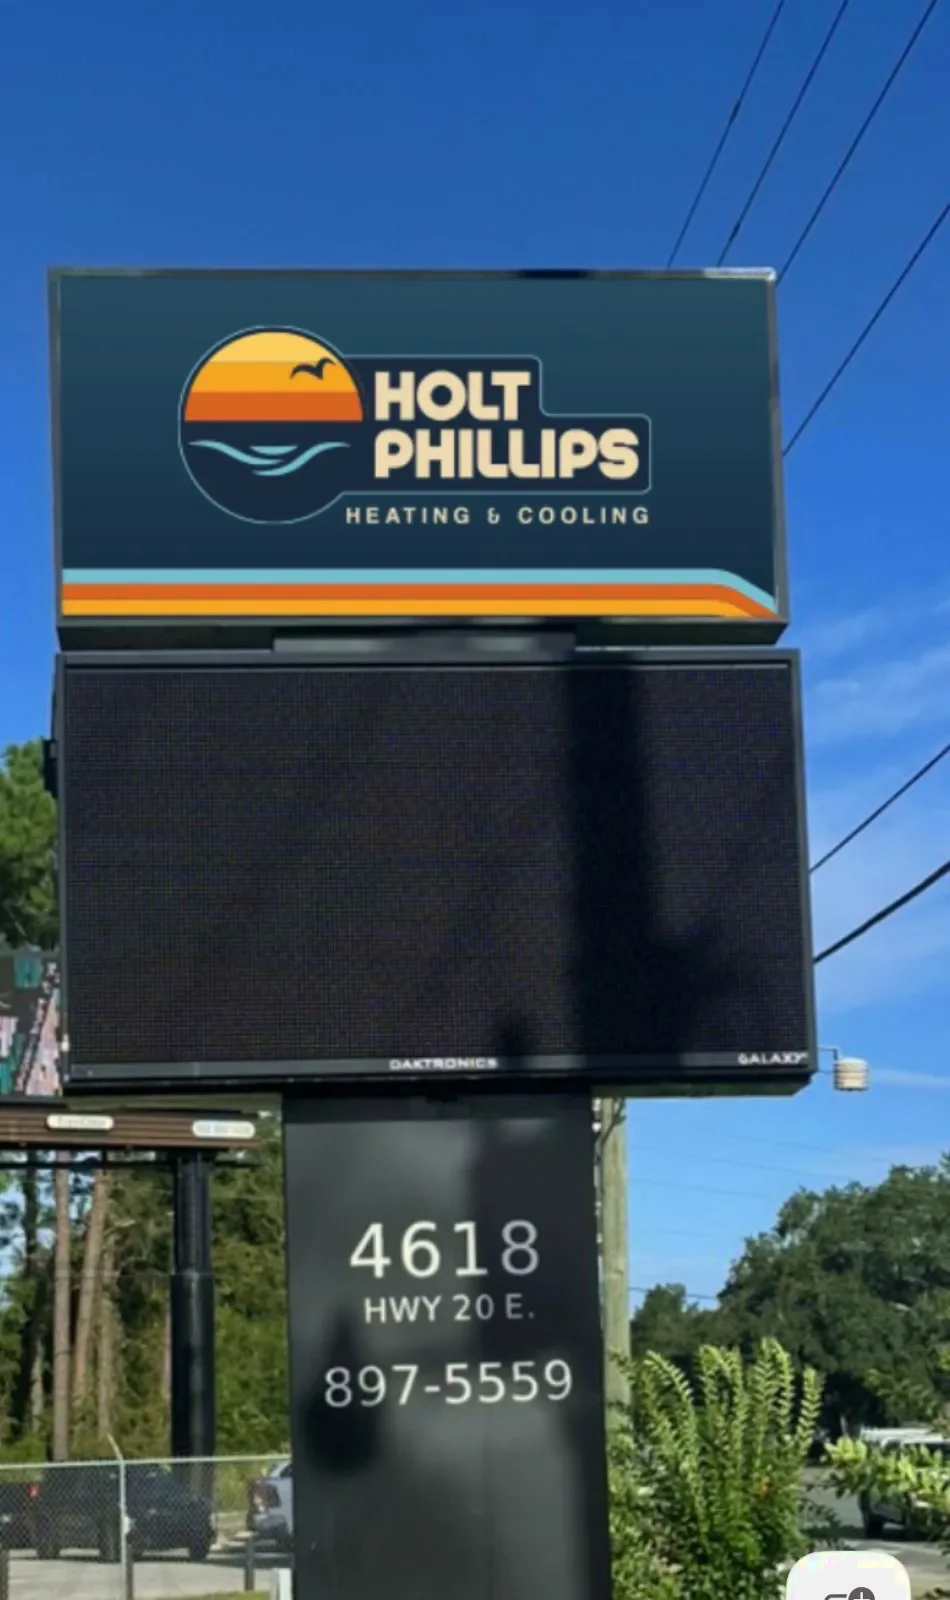 HOLT
PHILLIPS
HEATING & COOLING
DAKTRONICS
GALAXY
4618
HWY 20 E.
897-5559